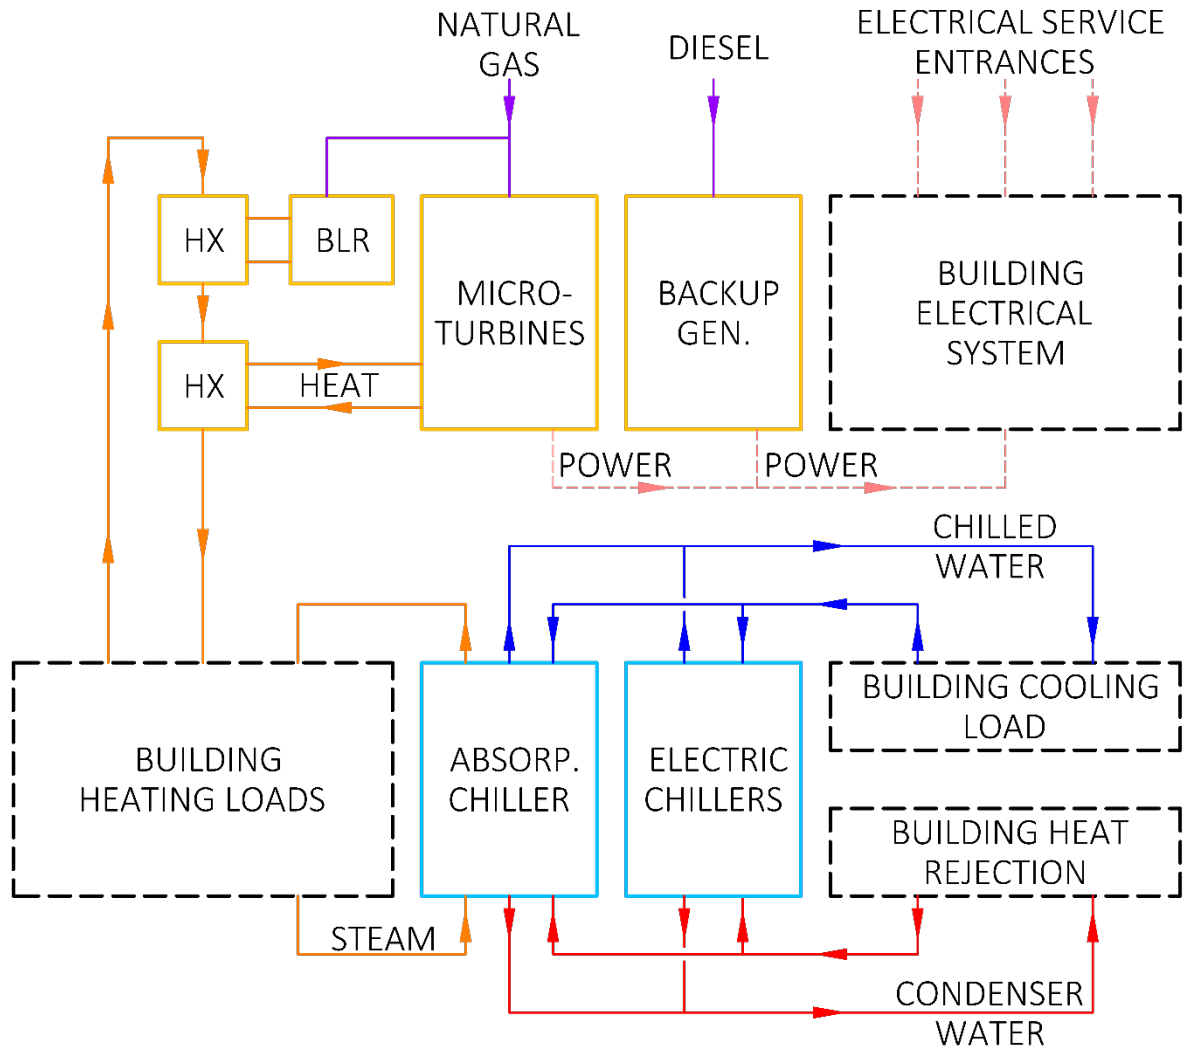 NATURAL
GAS
DIESEL
ELECTRICAL SERVICE
ENTRANCES
HX
BLR
MICRO-
TURBINES
BACKUP
GEN.
BUILDING
ELECTRICAL
SYSTEM
HX
HEAT
POWER
POWER
CHILLED
WATER
BUILDING
HEATING LOADS
ABSORP.
CHILLER
ELECTRIC
CHILLERS
BUILDING COOLING
LOAD
BUILDING HEAT
REJECTION
STEAM
CONDENSER
WATER